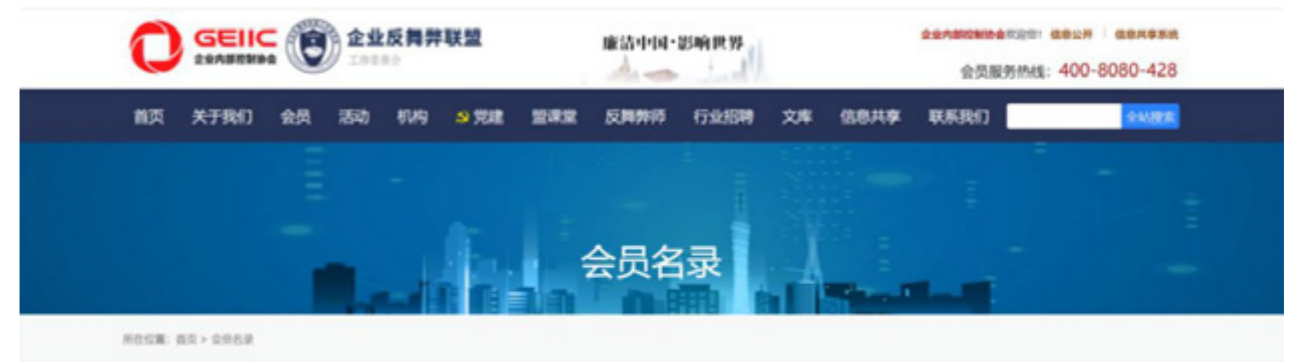 GEIIC
企业内部控制协会
企业反舞弊联盟
工作委员会
廉洁中国·影响世界
企业内部控制协会欢迎您! 信息公开 | 信息共享系统
会员服务热线: 400-8080-428
首页 关于我们 会员 活动 机构 党建 盟课堂 反舞弊师 行业招聘 文库 信息共享 联系我们 全站搜索
会员名录
所在位置: 首页 > 会员名录